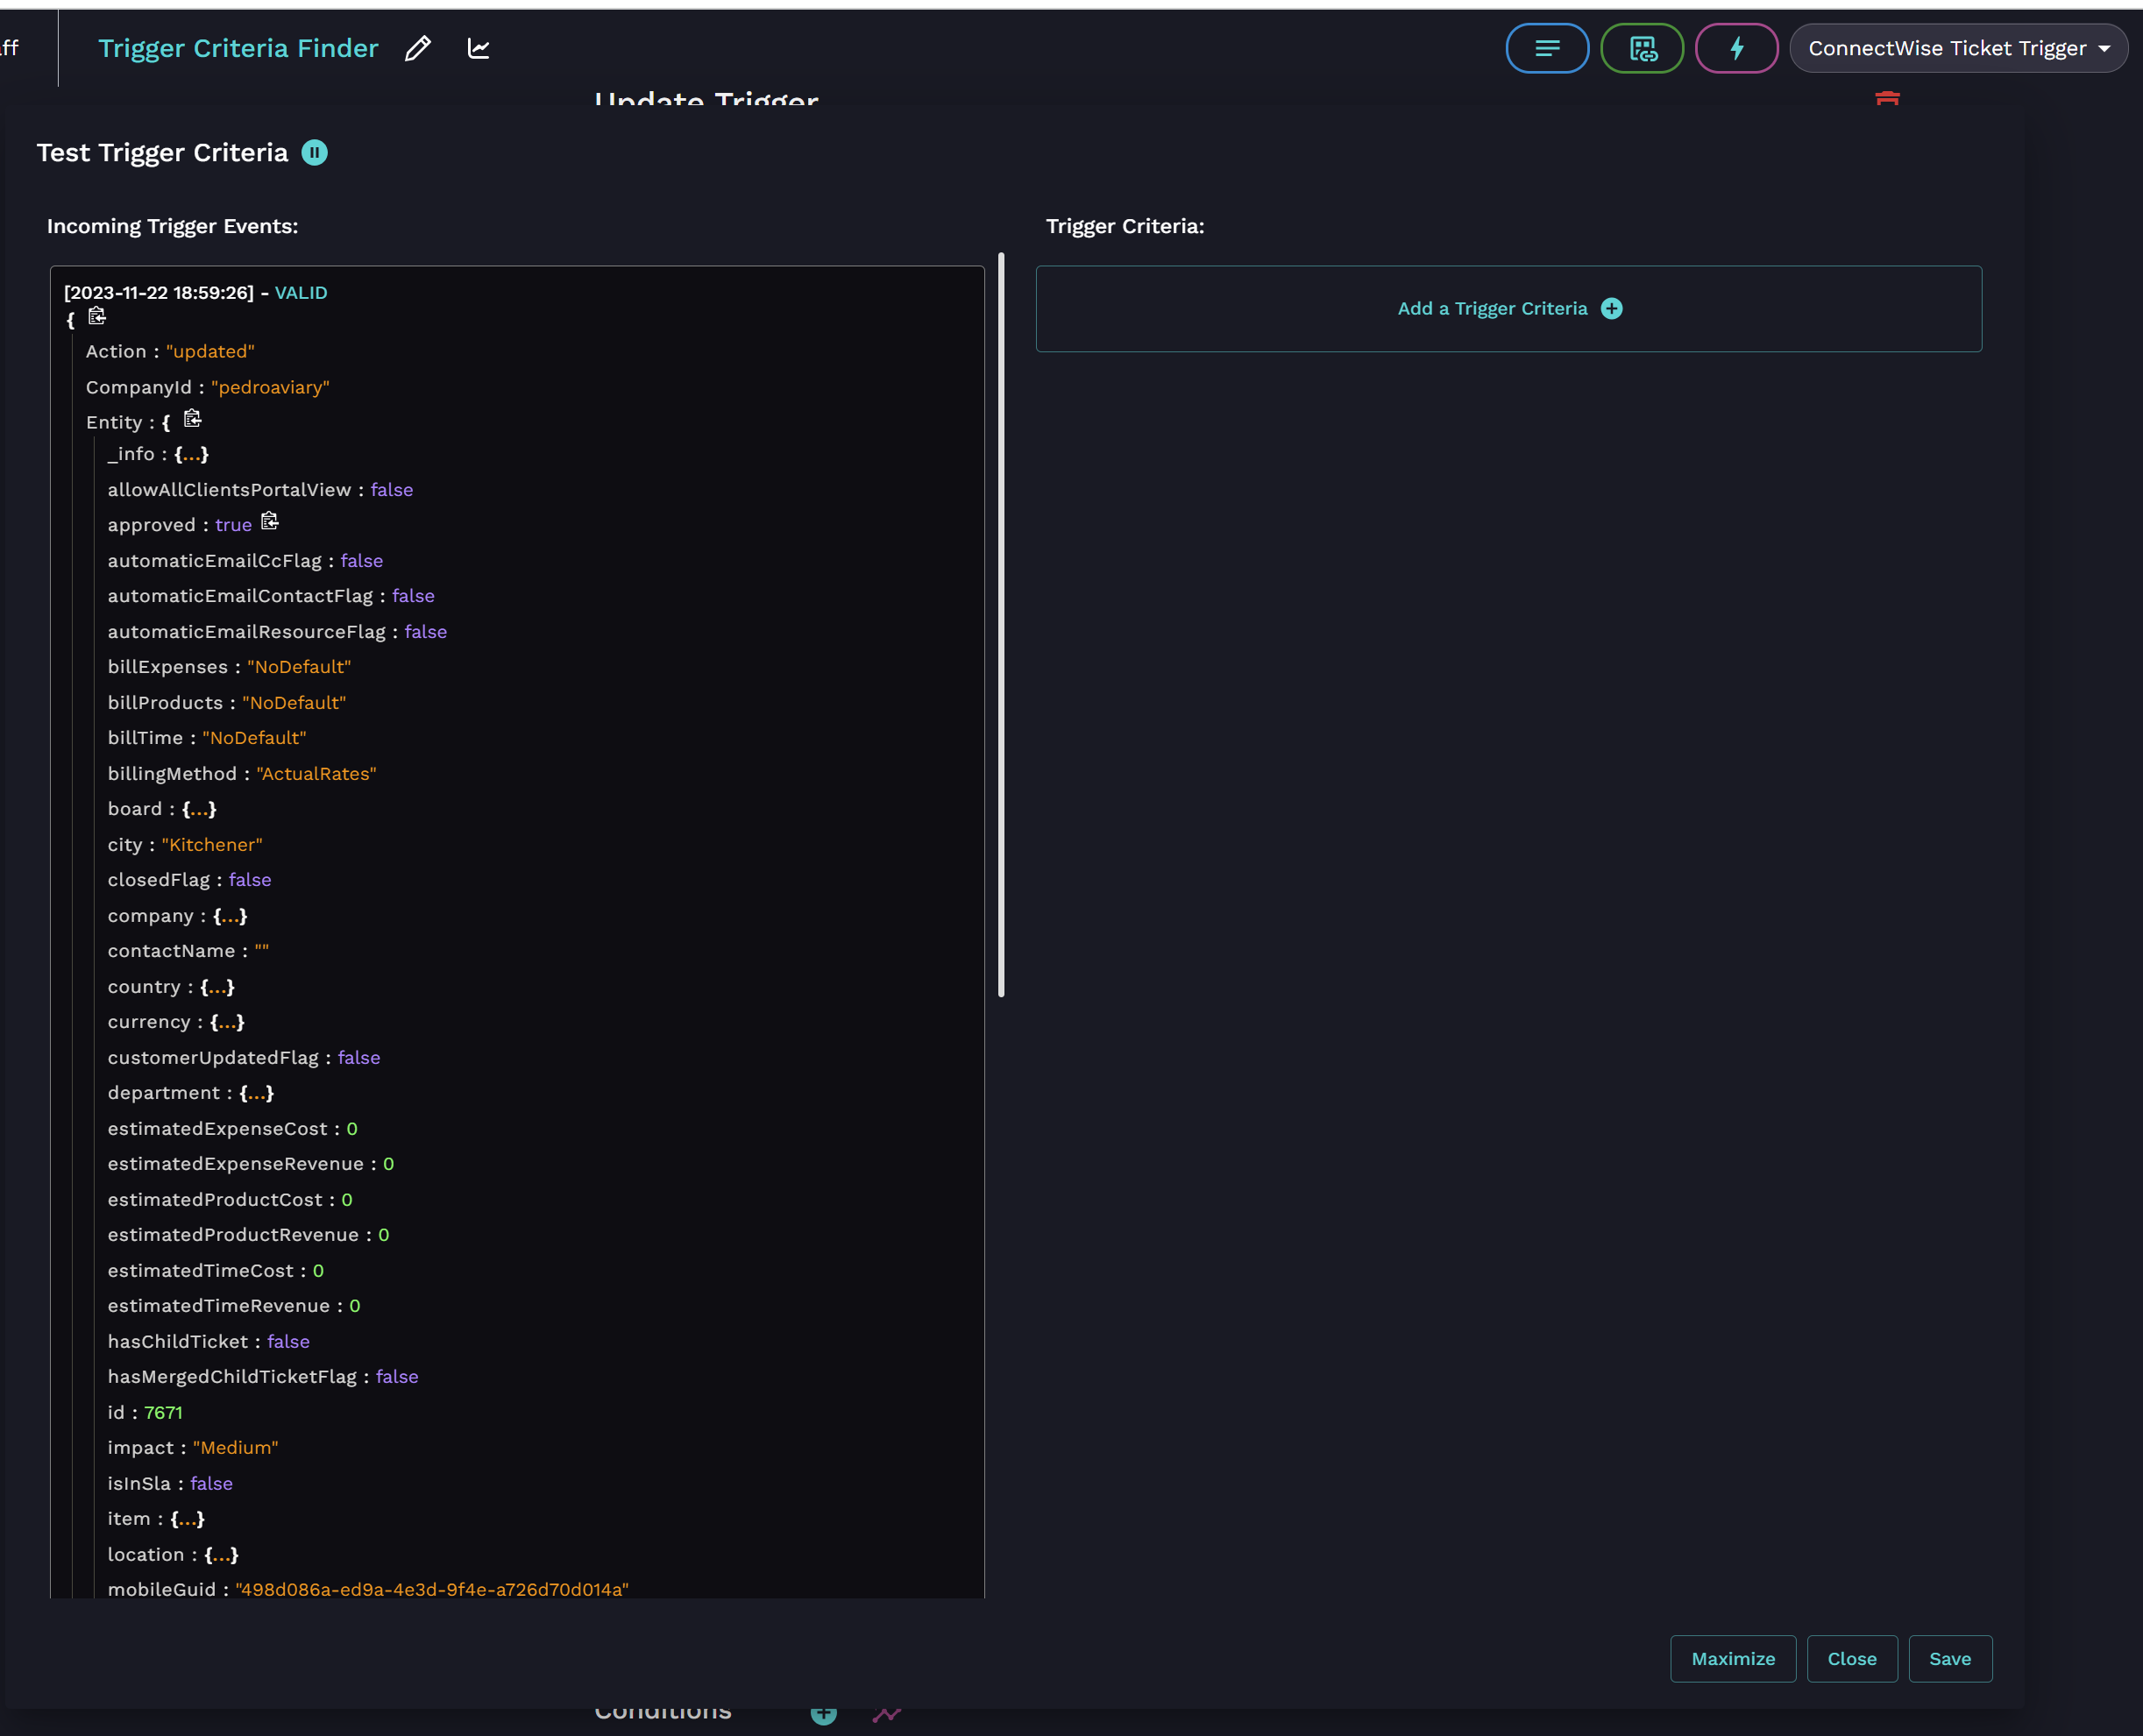 ff
Trigger Criteria Finder
ConnectWise Ticket Trigger
Update Trigger
Test Trigger Criteria
Incoming Trigger Events:
Trigger Criteria:
[2023-11-22 18:59:26] - VALID
{
Add a Trigger Criteria
Action : "updated"
CompanyId : "pedroaviary"
Entity : {
_info : {...}
allowAllClientsPortalView : false
approved : true
automaticEmailCcFlag : false
automaticEmailContactFlag : false
automaticEmailResourceFlag : false
billExpenses : "NoDefault"
billProducts : "NoDefault"
billTime : "NoDefault"
billingMethod : "ActualRates"
board : {...}
city : "Kitchener"
closedFlag : false
company : {...}
contactName : ""
country : {...}
currency : {...}
customerUpdatedFlag : false
department : {...}
estimatedExpenseCost : 0
estimatedExpenseRevenue : 0
estimatedProductCost : 0
estimatedProductRevenue : 0
estimatedTimeCost : 0
estimatedTimeRevenue : 0
hasChildTicket : false
hasMergedChildTicketFlag : false
id : 7671
impact : "Medium"
isInSla : false
item : {...}
location : {...}
mobileGuid : "498d086a-ed9a-4e3d-9f4e-a726d70d014a"
Maximize
Close
Save
Conditions